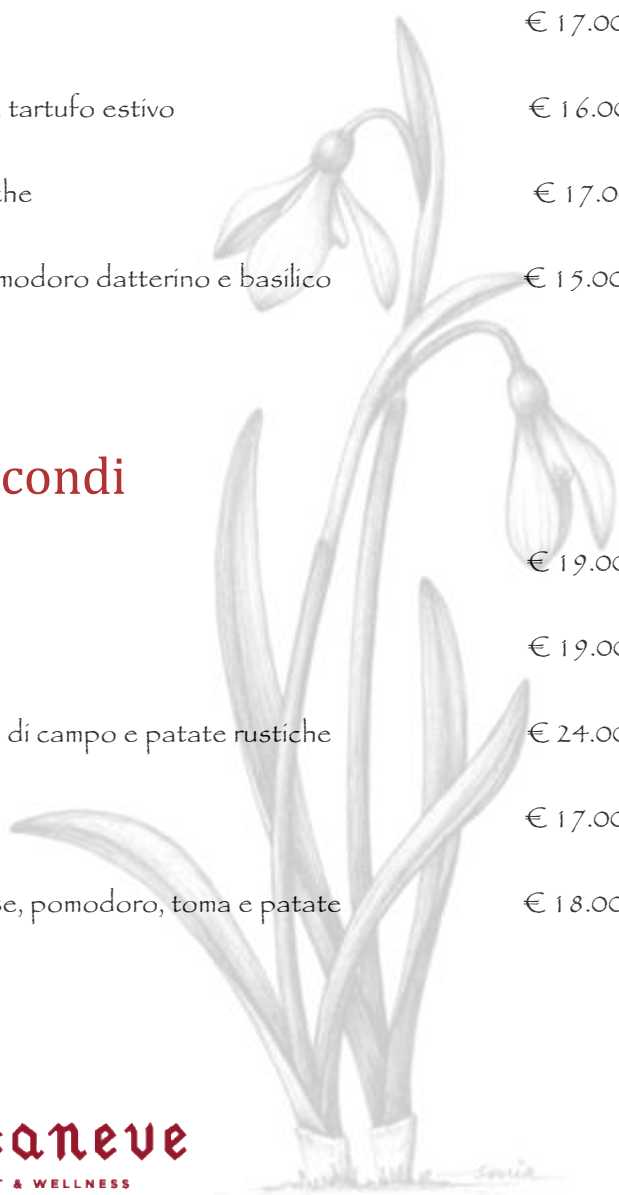 € 17.00
tartufo estivo € 16.00
che € 17.0
modoro datterino e basilico € 15.00
condi
€ 19.00
€ 19.00
di campo e patate rustiche € 24.00
€ 17.00
se, pomodoro, toma e patate € 18.00
caneve
T & WELLNESS